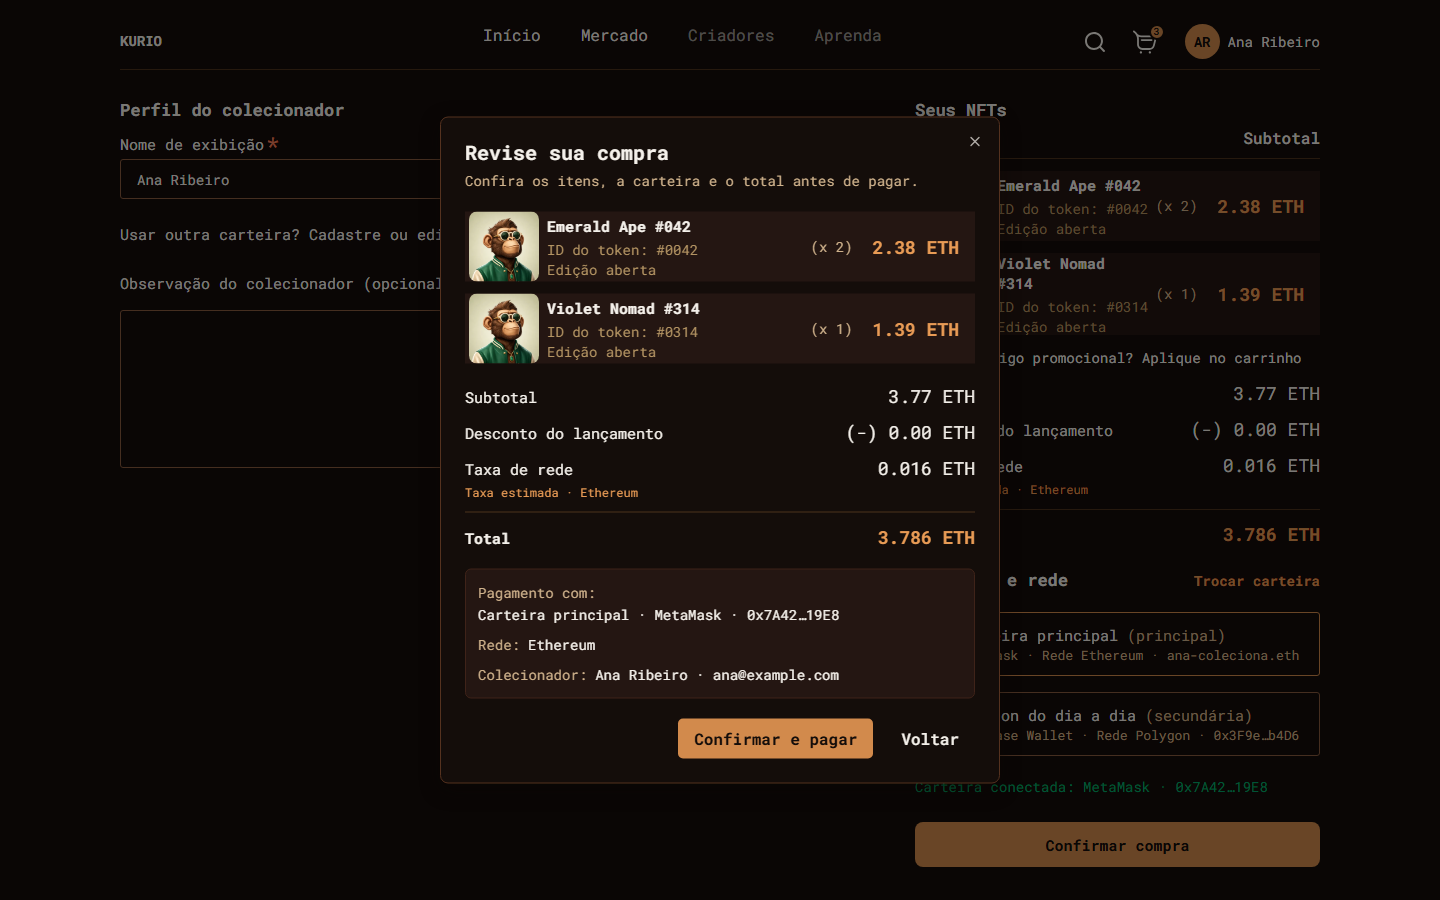 KURIO
Início
Mercado
Criadores
Aprenda
3
AR
Ana Ribeiro
Perfil do colecionador
Nome de exibição *
Ana Ribeiro
Usar outra carteira? Cadastre ou edi
Observação do colecionador (opcional
Revise sua compra
×
Confira os itens, a carteira e o total antes de pagar.
Emerald Ape #042
ID do token: #0042
Edição aberta
(x 2)
2.38 ETH
Violet Nomad #314
ID do token: #0314
Edição aberta
(x 1)
1.39 ETH
Subtotal
3.77 ETH
Desconto do lançamento
(-) 0.00 ETH
Taxa de rede
0.016 ETH
Taxa estimada · Ethereum
Total
3.786 ETH
Pagamento com:
Carteira principal · MetaMask · 0x7A42…19E8
Rede: Ethereum
Colecionador: Ana Ribeiro · ana@example.com
Confirmar e pagar
Voltar
Seus NFTs
Subtotal
Emerald Ape #042
ID do token: #0042
Edição aberta
(x 2)
2.38 ETH
Violet Nomad
#314
ID do token: #0314
Edição aberta
(x 1)
1.39 ETH
igo promocional? Aplique no carrinho
3.77 ETH
do lançamento
(-) 0.00 ETH
ede
0.016 ETH
da · Ethereum
3.786 ETH
e rede
Trocar carteira
ira principal (principal)
ask · Rede Ethereum · ana-coleciona.eth
on do dia a dia (secundária)
ase Wallet · Rede Polygon · 0x3F9e…b4D6
Carteira conectada: MetaMask · 0x7A42…19E8
Confirmar compra